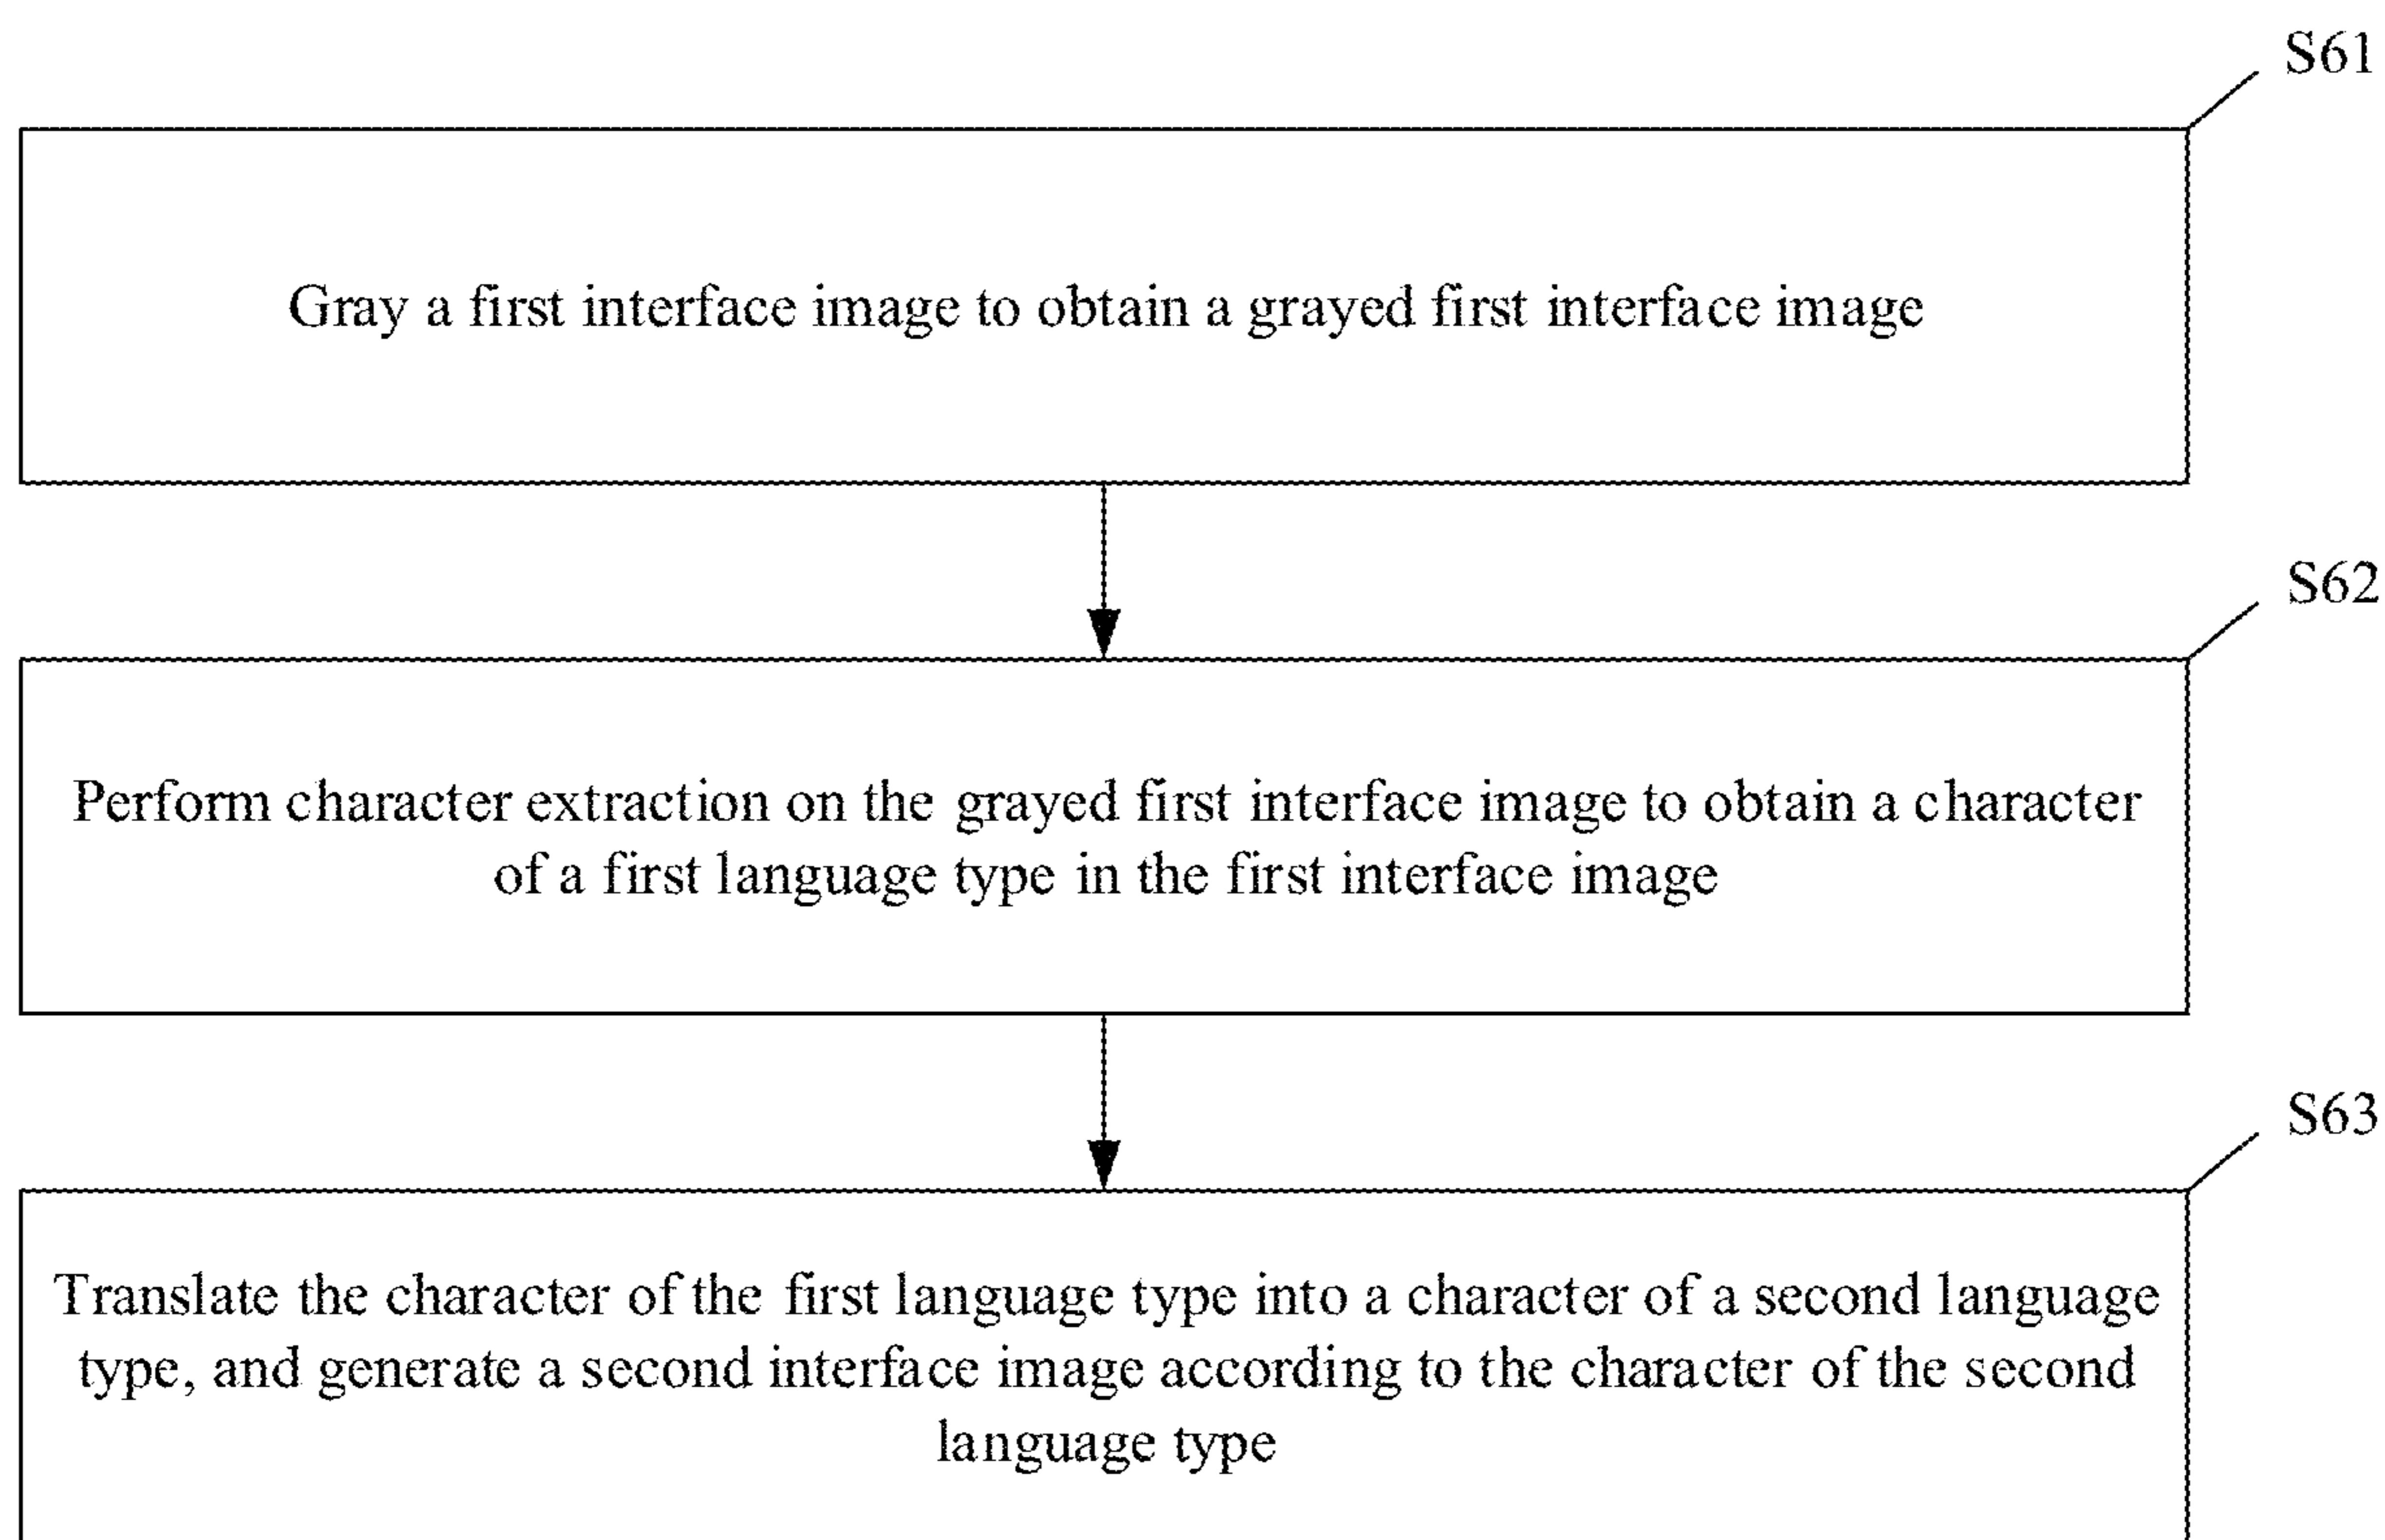 S61
Gray a first interface image to obtain a grayed first interface image
S62
Perform character extraction on the grayed first interface image to obtain a character
of a first language type in the first interface image
S63
Translate the character of the first language type into a character of a second language
type, and generate a second interface image according to the character of the second
language type